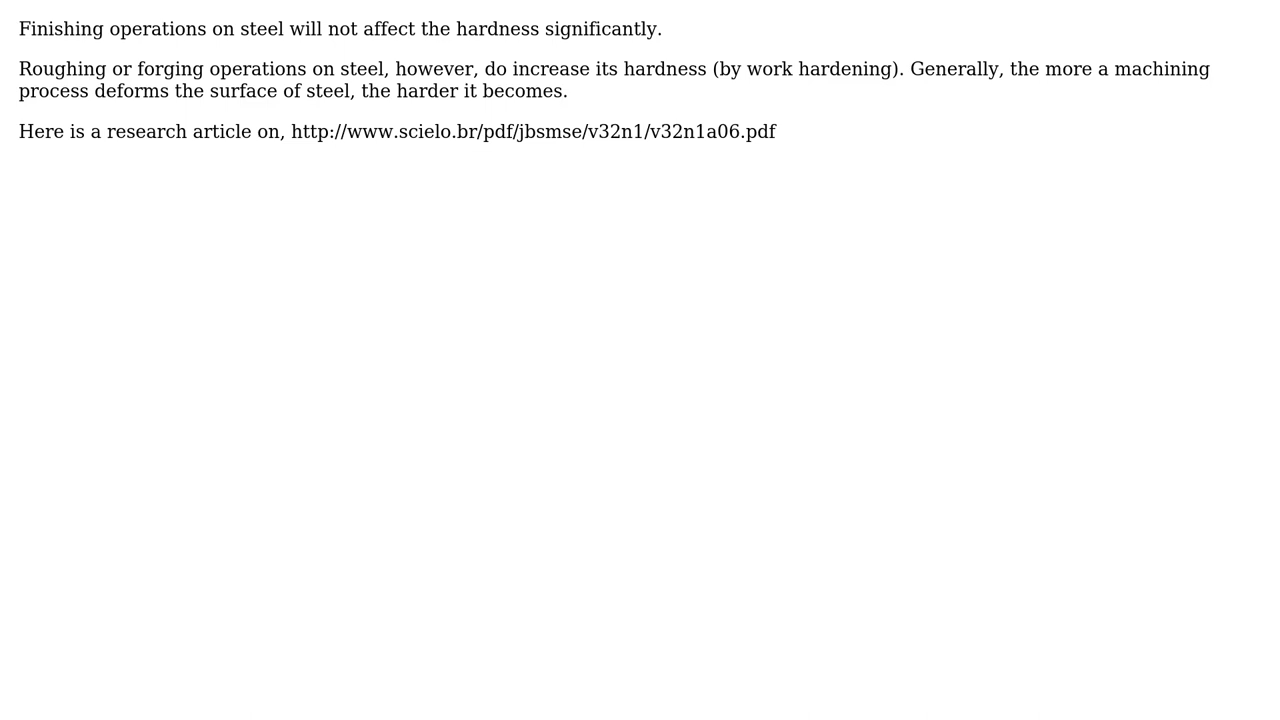 Finishing operations on steel will not affect the hardness significantly.
Roughing or forging operations on steel, however, do increase its hardness (by work hardening). Generally, the more a machining
process deforms the surface of steel, the harder it becomes.
Here is a research article on, http://www.scielo.br/pdf/jbsmse/v32n1/v32n1a06.pdf